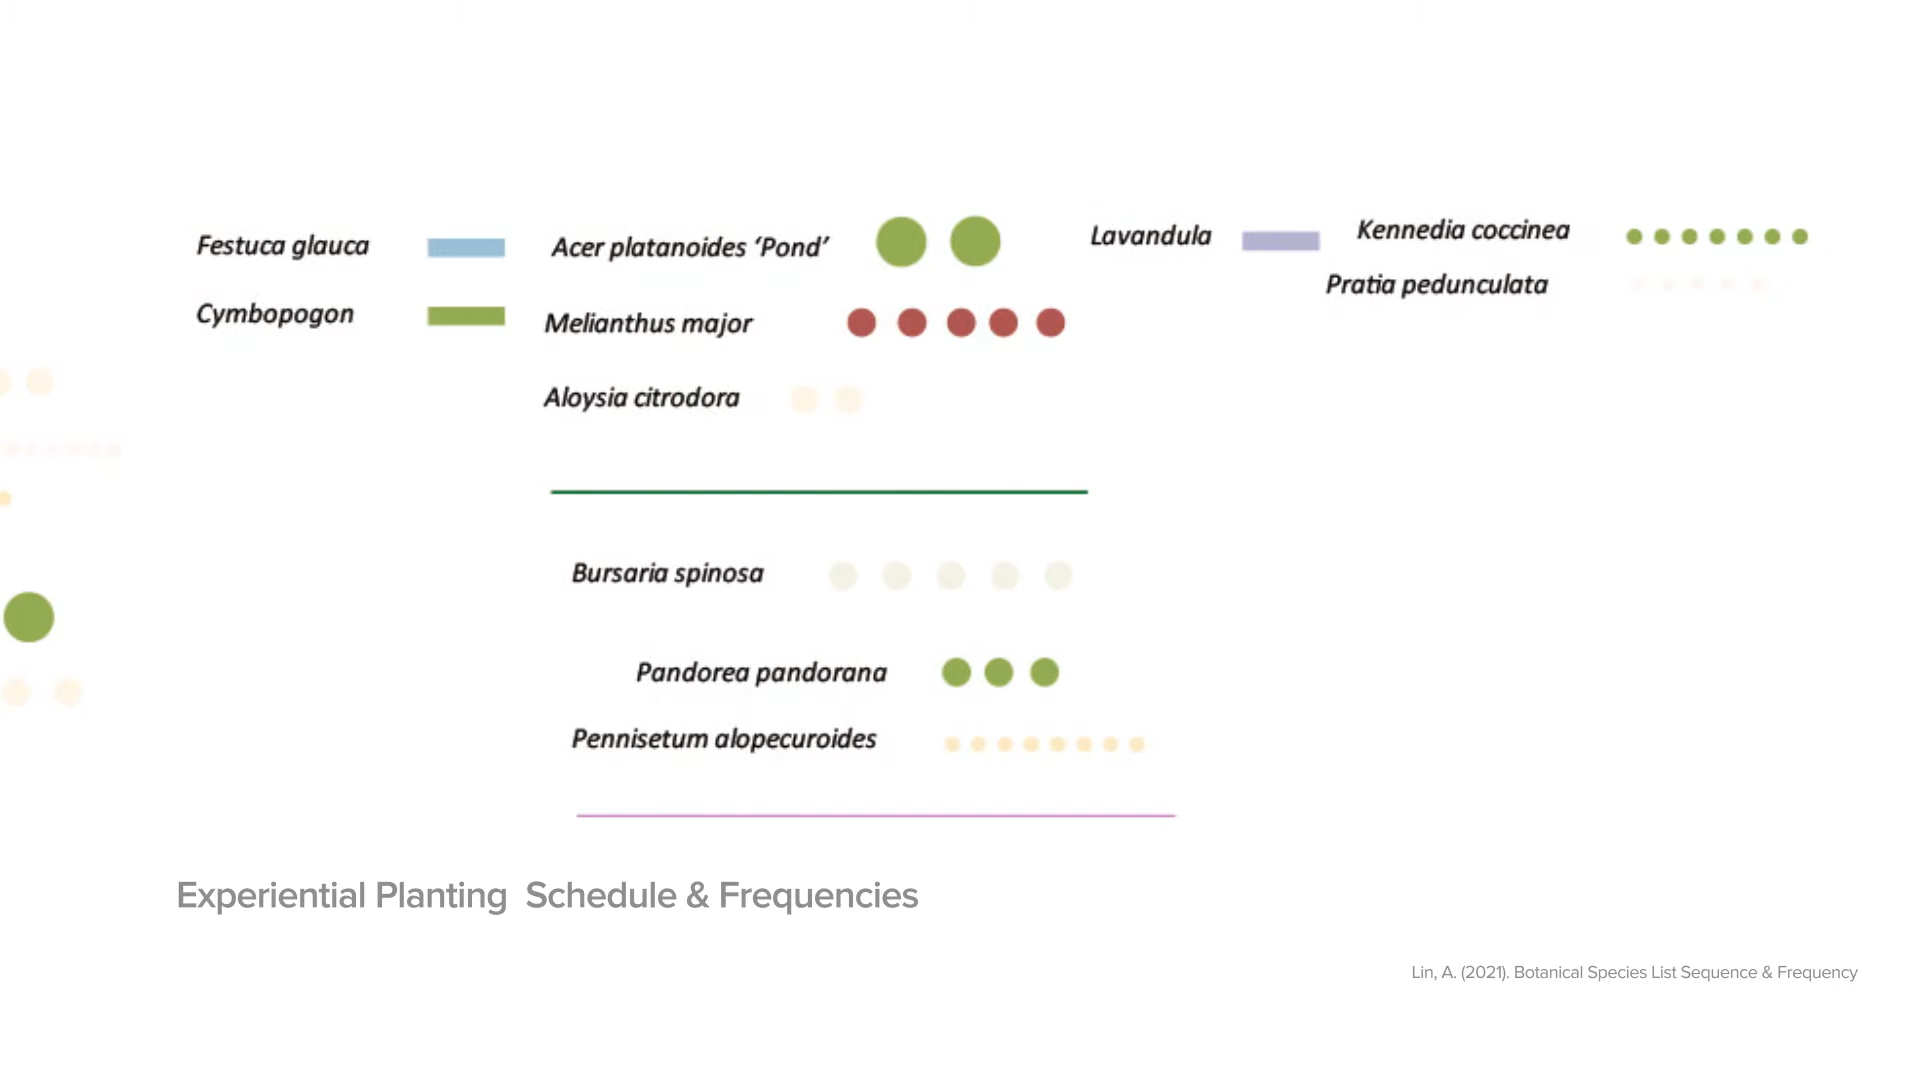 Festuca glauca
Cymbopogon
Acer platanoides ‘Pond’
Melianthus major
Aloysia citrodora
Lavandula
Kennedia coccinea
Pratia pedunculata
Bursaria spinosa
Pandorea pandorana
Pennisetum alopecuroides
Experiential Planting  Schedule & Frequencies
Lin, A. (2021). Botanical Species List Sequence & Frequency